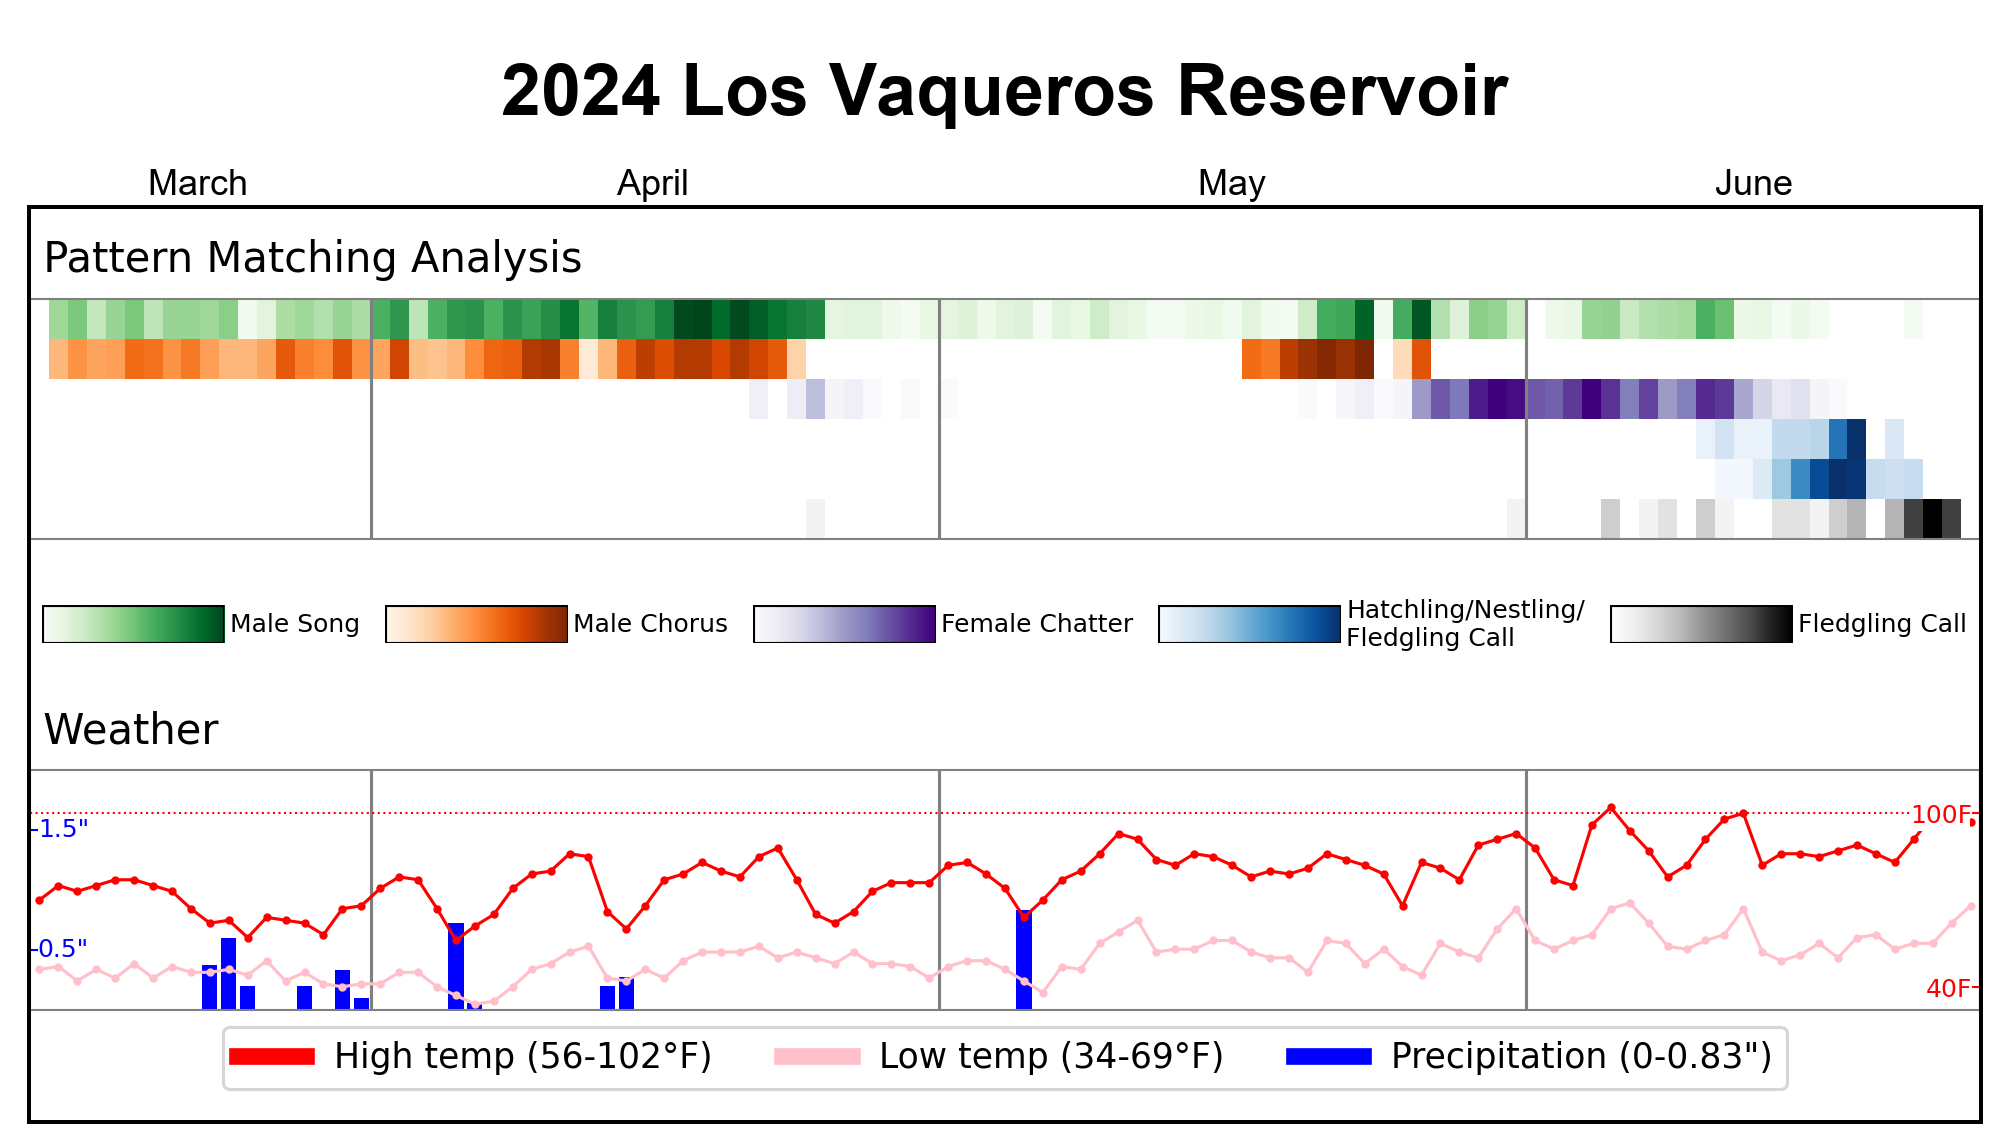 2024 Los Vaqueros Reservoir
March April May June
Pattern Matching Analysis
Male Song Male Chorus Female Chatter Hatchling/Nestling/
Fledgling Call Fledgling Call
Weather
1.5" 100F
0.5" 40F
High temp (56-102°F) Low temp (34-69°F) Precipitation (0-0.83")